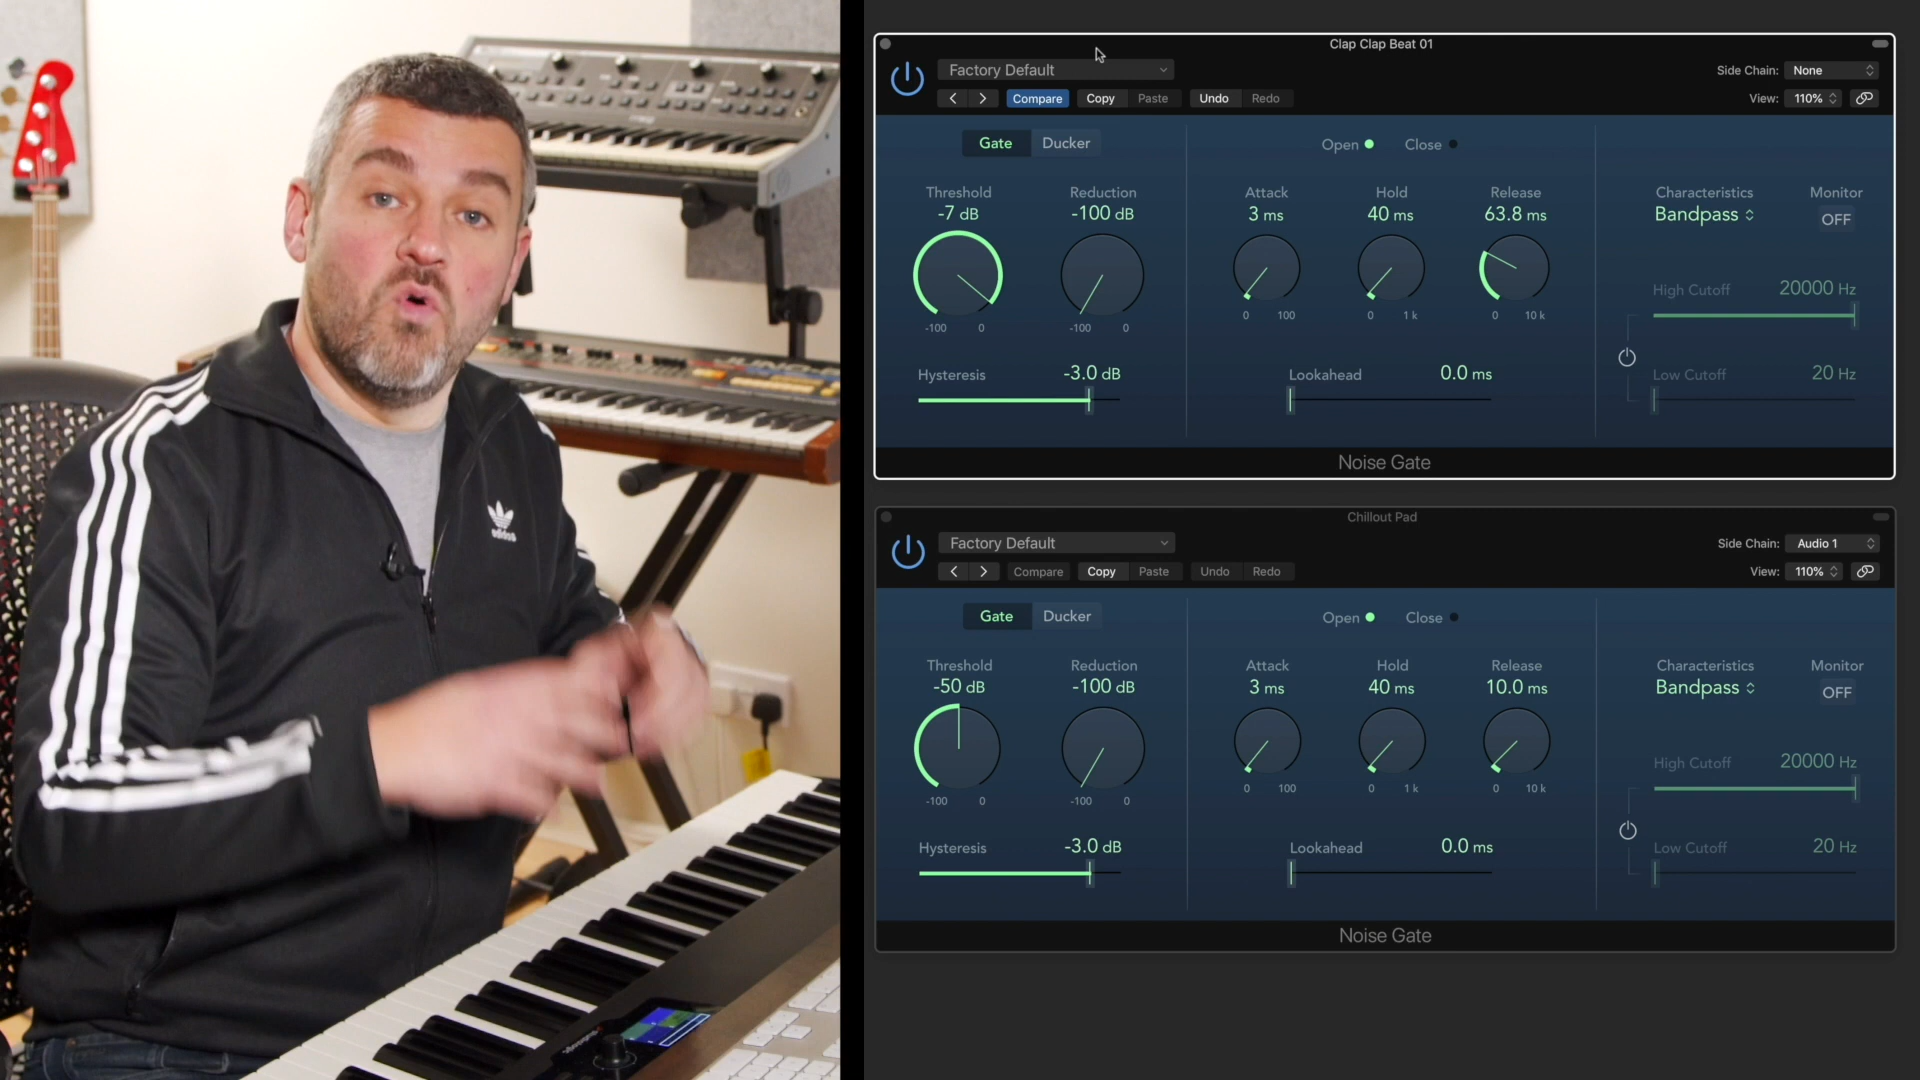 adidas
Clap Clap Beat 01
Factory Default
Side Chain: None
Compare Copy Paste Undo Redo
View: 110%
Gate Ducker
Open Close
Threshold Reduction Attack Hold Release Characteristics Monitor
-7 dB -100 dB 3 ms 40 ms 63.8 ms Bandpass OFF
High Cutoff 20000 Hz
-100 0 -100 0 0 100 0 1 k 0 10 k
Hysteresis -3.0 dB Lookahead 0.0 ms Low Cutoff 20 Hz
Noise Gate
Chillout Pad
Factory Default
Side Chain: Audio 1
Compare Copy Paste Undo Redo
View: 110%
Gate Ducker
Open Close
Threshold Reduction Attack Hold Release Characteristics Monitor
-50 dB -100 dB 3 ms 40 ms 10.0 ms Bandpass OFF
High Cutoff 20000 Hz
-100 0 -100 0 0 100 0 1 k 0 10 k
Hysteresis -3.0 dB Lookahead 0.0 ms Low Cutoff 20 Hz
Noise Gate